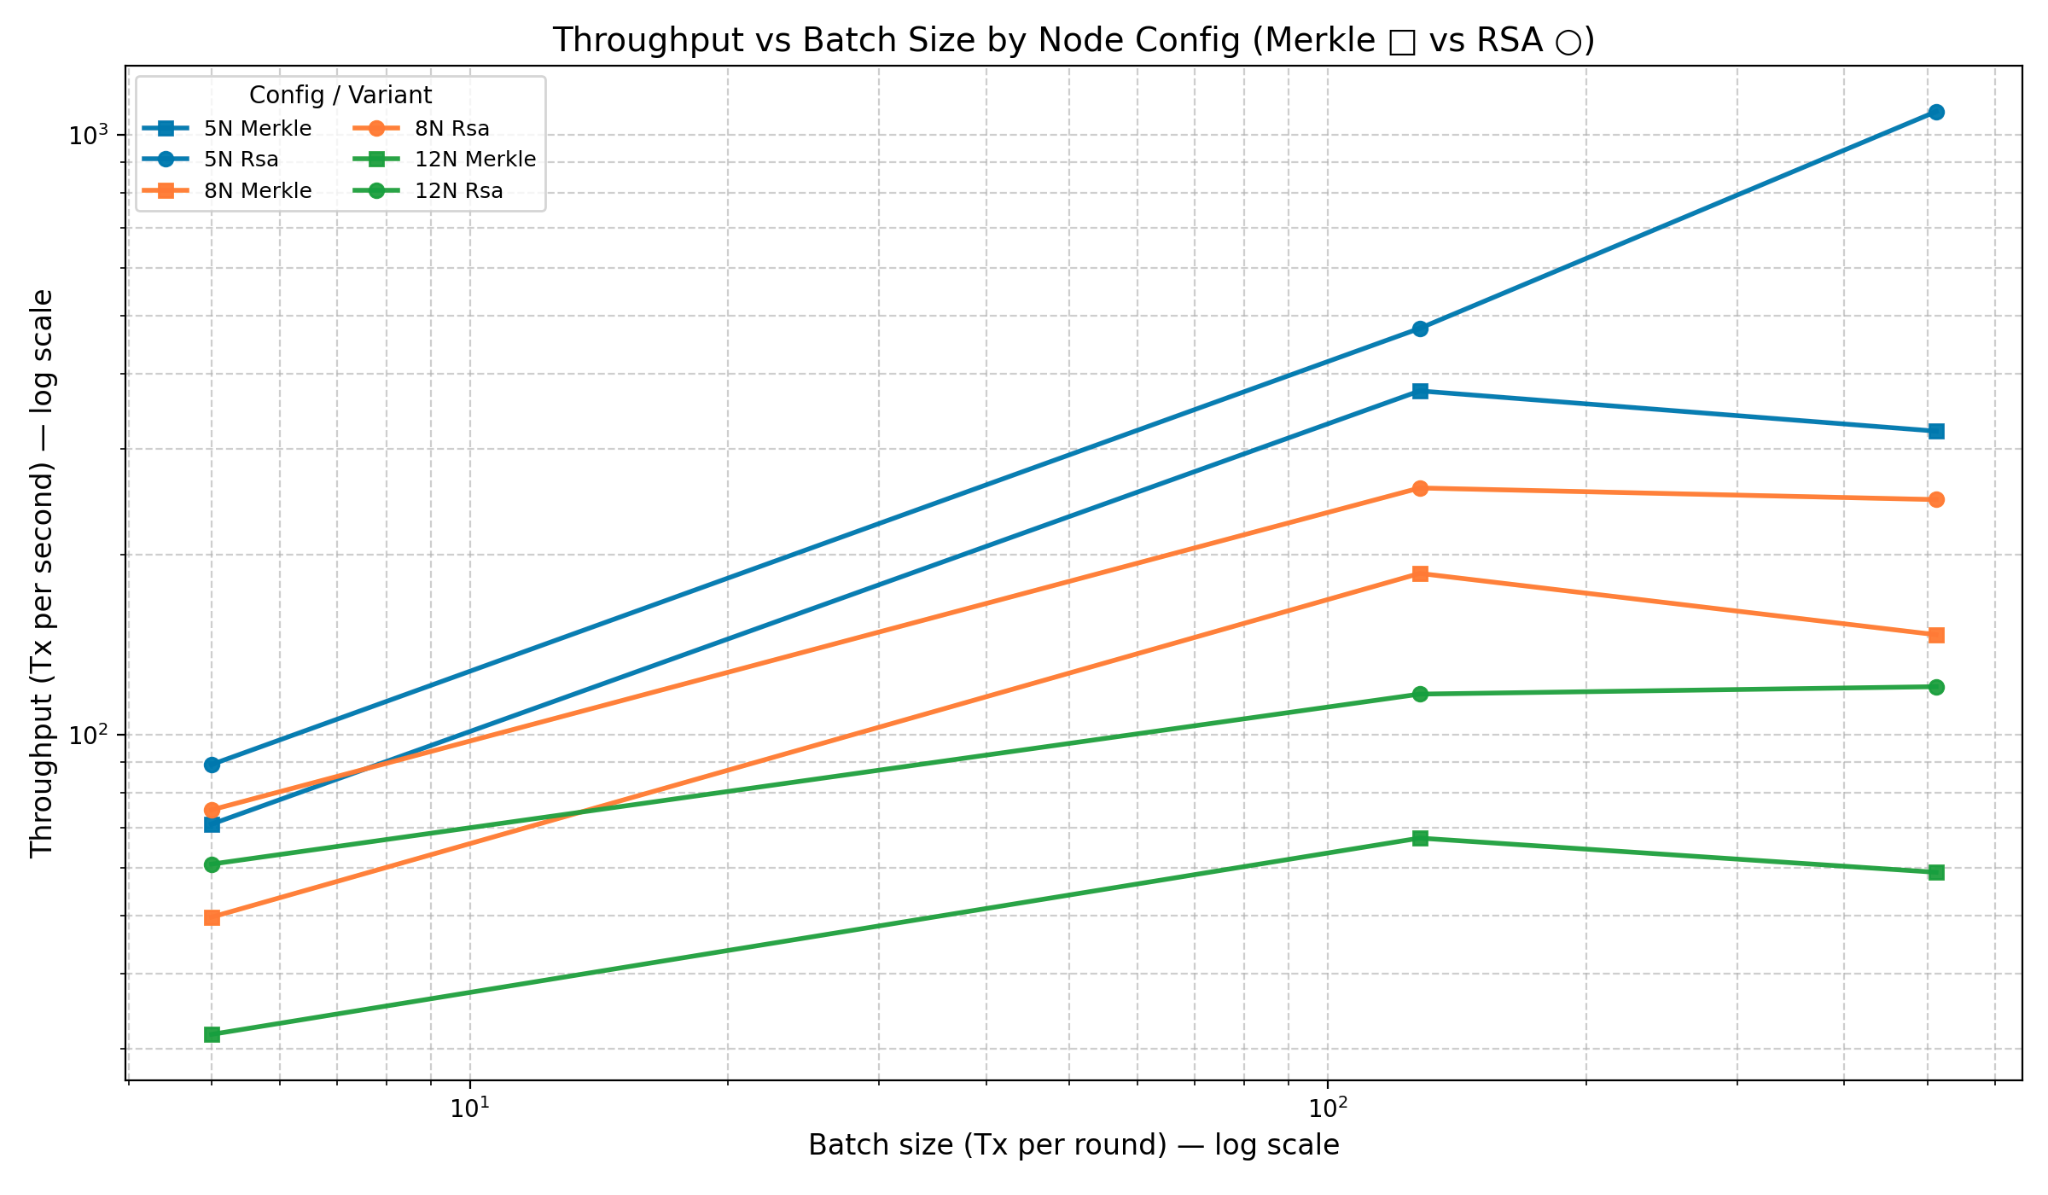 Throughput vs Batch Size by Node Config (Merkle □ vs RSA ○)
Config / Variant
5N Merkle
5N Rsa
8N Merkle
8N Rsa
12N Merkle
12N Rsa
Throughput (Tx per second) — log scale
10³
10²
10¹
10²
Batch size (Tx per round) — log scale